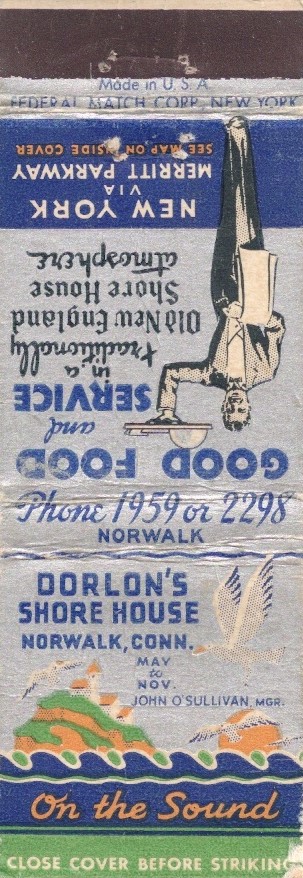 Made in U.S.A
FEDERAL MATCH CORP. NEW YORK
NEW YORK
VIA
MERRITT PARKWAY
SEE MAP ON INSIDE COVER
GOOD FOOD
and
SERVICE
in a
traditionally
Old New England
Shore House
atmosphere
Phone 1959 or 2298
NORWALK
DORLON'S
SHORE HOUSE
NORWALK, CONN.
MAY
to
NOV.
JOHN O'SULLIVAN, MGR.
On the Sound
CLOSE COVER BEFORE STRIKING